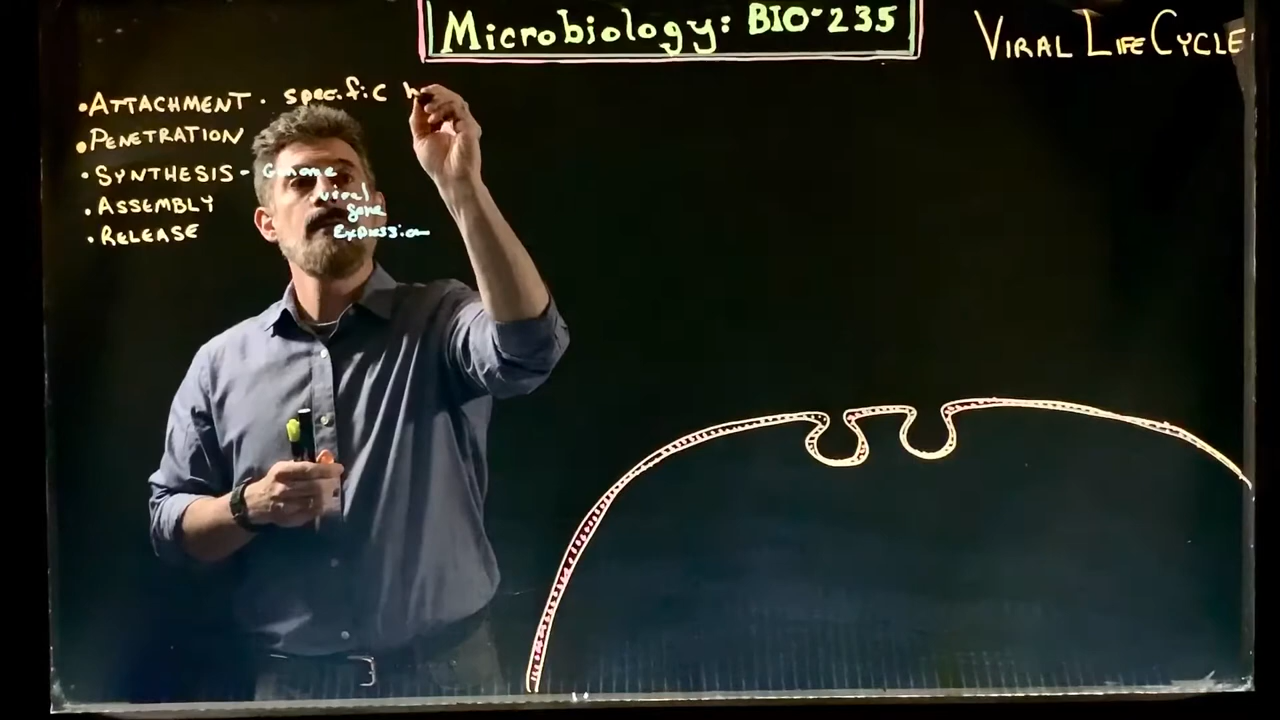 Microbiology: BIO-235
VIRAL LIFE CYCLE
• ATTACHMENT - specific h
• PENETRATION
• SYNTHESIS - Genome
viral
gene
Expression
• ASSEMBLY
• RELEASE